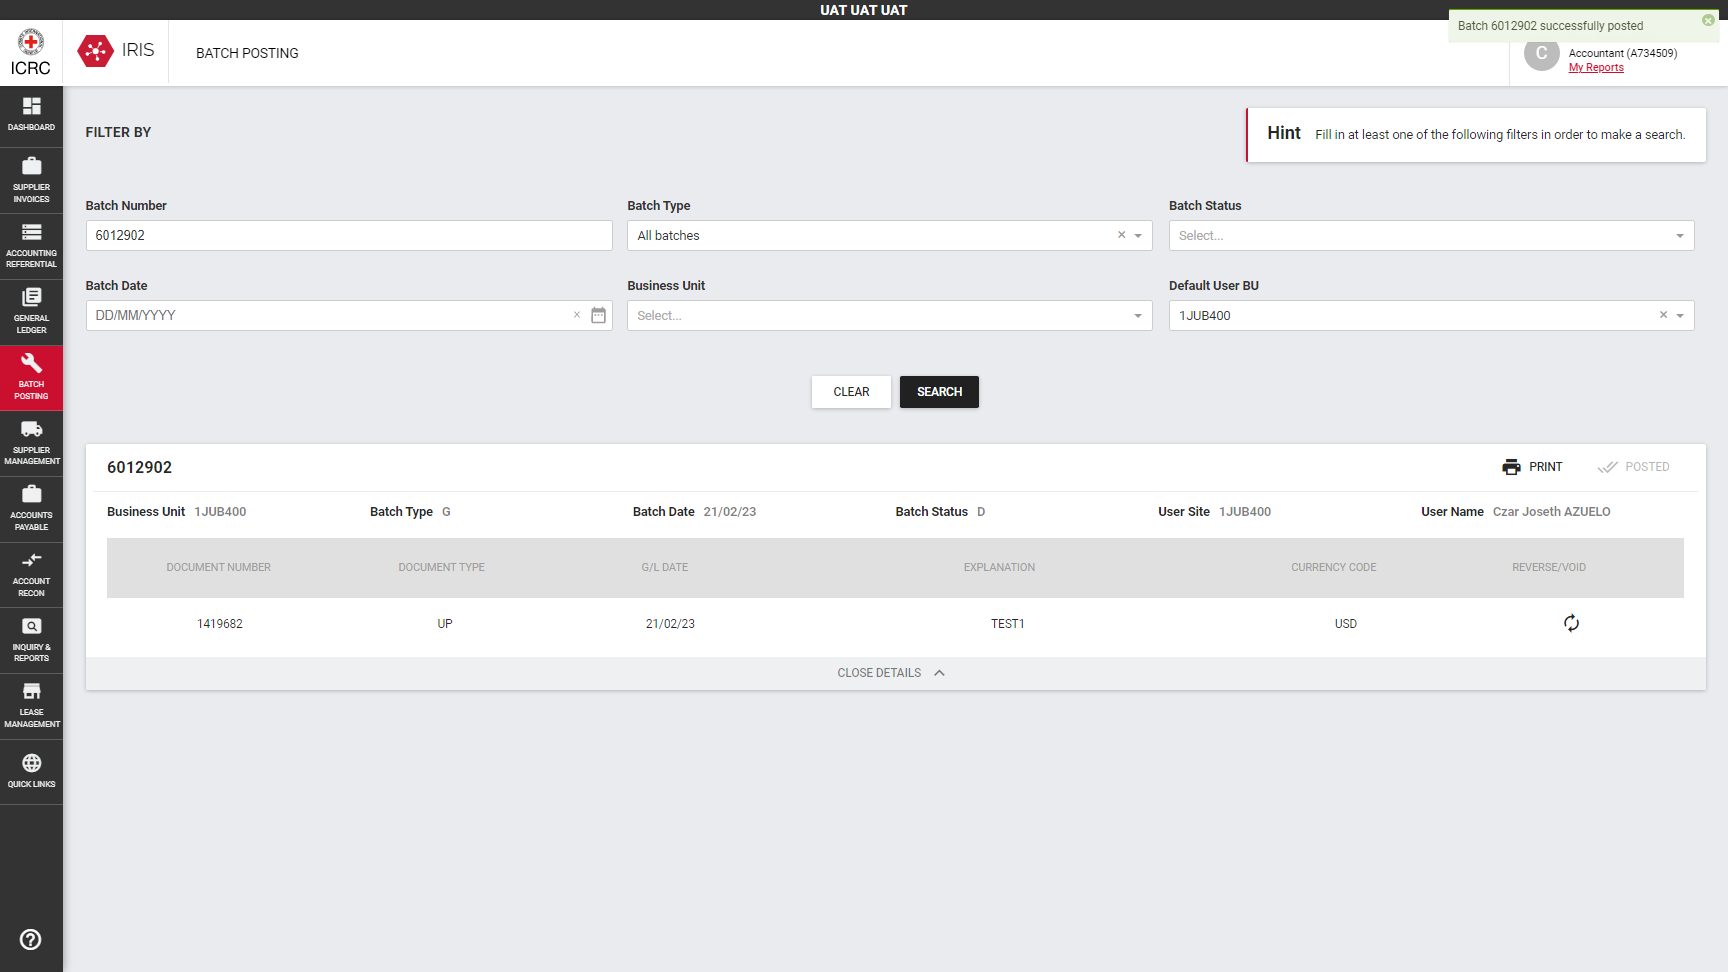 UAT UAT UAT
Batch 6012902 successfully posted
ICRC
IRIS
BATCH POSTING
C
Accountant (A734509)
My Reports
DASHBOARD
SUPPLIER
INVOICES
ACCOUNTING
REFERENTIAL
GENERAL
LEDGER
BATCH
POSTING
SUPPLIER
MANAGEMENT
ACCOUNTS
PAYABLE
ACCOUNT
RECON
INQUIRY &
REPORTS
LEASE
MANAGEMENT
QUICK LINKS
FILTER BY
Hint Fill in at least one of the following filters in order to make a search.
Batch Number Batch Type Batch Status
6012902 All batches Select...
Batch Date Business Unit Default User BU
DD/MM/YYYY Select... 1JUB400
CLEAR SEARCH
6012902 PRINT POSTED
Business Unit 1JUB400 Batch Type G Batch Date 21/02/23 Batch Status D User Site 1JUB400 User Name Czar Joseth AZUELO
DOCUMENT NUMBER DOCUMENT TYPE G/L DATE EXPLANATION CURRENCY CODE REVERSE/VOID
1419682 UP 21/02/23 TEST1 USD
CLOSE DETAILS